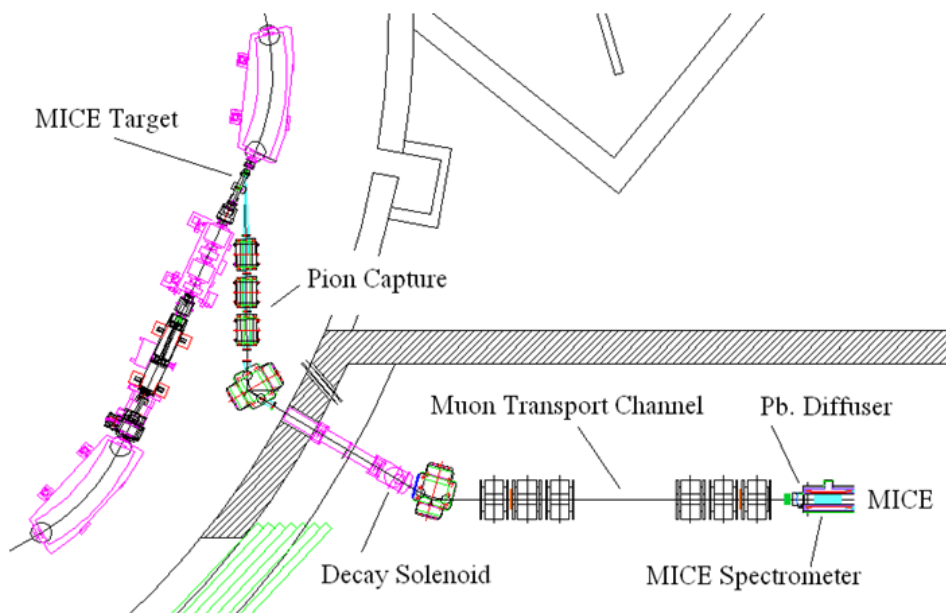 MICE Target
Pion Capture
Muon Transport Channel
Pb. Diffuser
MICE
Decay Solenoid
MICE Spectrometer